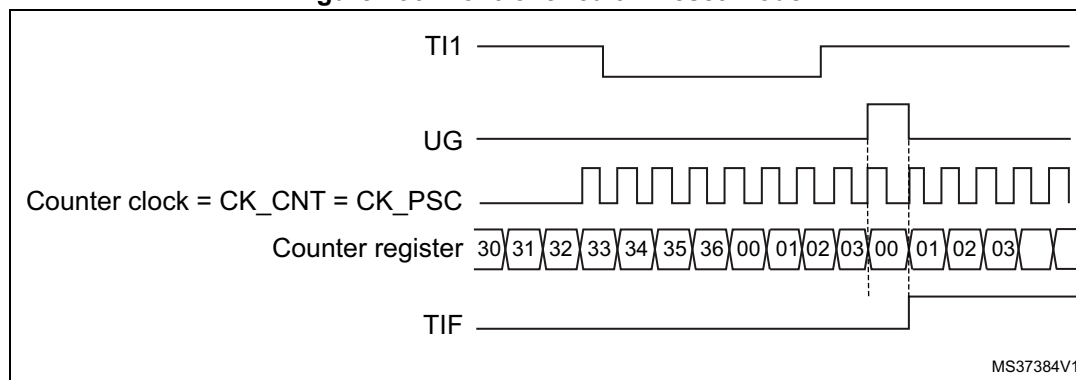 TI1
UG
Counter clock = CK_CNT = CK_PSC
Counter register 30 31 32 33 34 35 36 00 01 02 03 00 01 02 03
TIF
MS37384V1